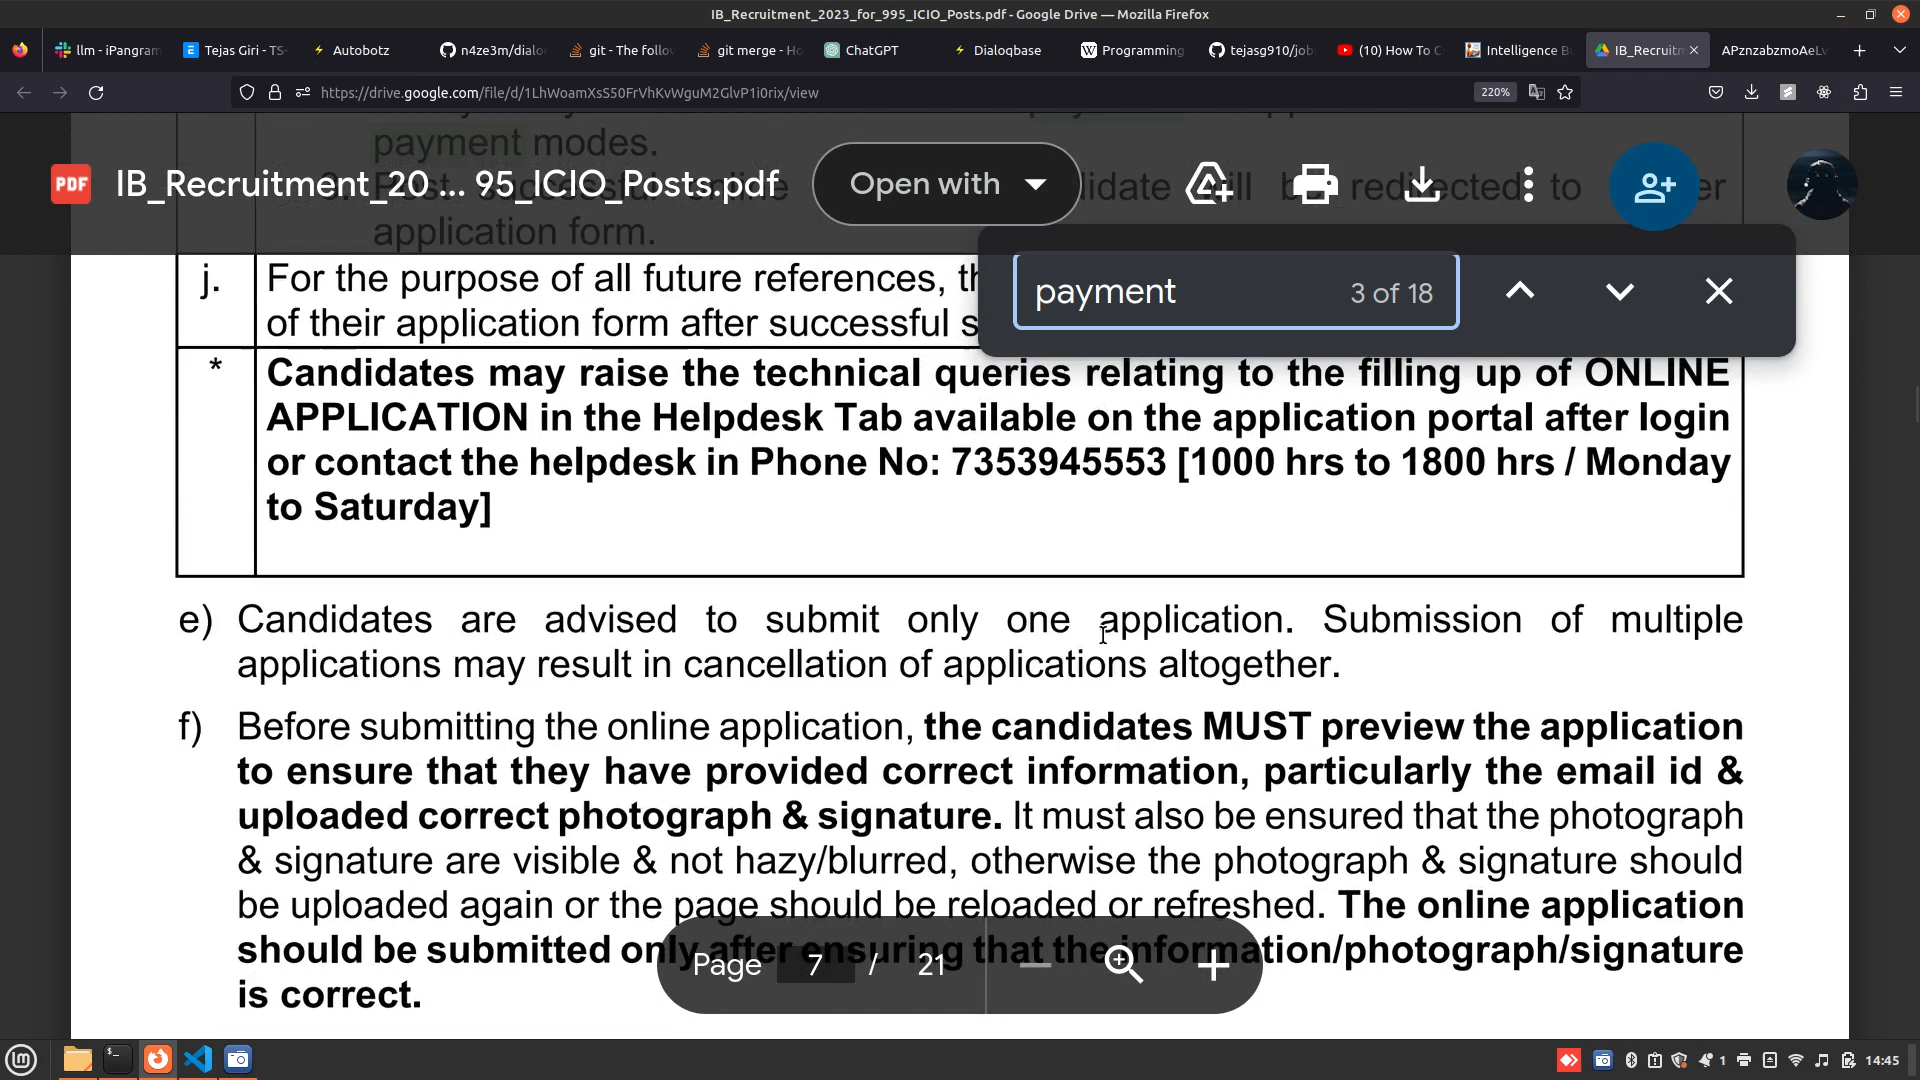 IB_Recruitment_2023_for_995_ICIO_Posts.pdf - Google Drive — Mozilla Firefox
llm - iPangram
Tejas Giri - TS-
Autobotz
n4ze3m/dialo
git - The follov
git merge - Ho
ChatGPT
Dialoqbase
Programming
tejasg910/job
(10) How To C
Intelligence Bu
IB_Recruitm
APznzabzmoAeLv
https://drive.google.com/file/d/1LhWoamXsS50FrVhKvWguM2GlvP1i0rix/view
220%
payment modes.
PDF
IB_Recruitment_20 ... 95_ICIO_Posts.pdf
Open with
will be redirected to
application form.
payment
3 of 18
j. For the purpose of all future references, th
of their application form after successful s
* Candidates may raise the technical queries relating to the filling up of ONLINE
APPLICATION in the Helpdesk Tab available on the application portal after login
or contact the helpdesk in Phone No: 7353945553 [1000 hrs to 1800 hrs / Monday
to Saturday]
e) Candidates are advised to submit only one application. Submission of multiple
applications may result in cancellation of applications altogether.
f) Before submitting the online application, the candidates MUST preview the application
to ensure that they have provided correct information, particularly the email id &
uploaded correct photograph & signature. It must also be ensured that the photograph
& signature are visible & not hazy/blurred, otherwise the photograph & signature should
be uploaded again or the page should be reloaded or refreshed. The online application
should be submitted only after ensuring that the information/photograph/signature
is correct.
Page 7 / 21
1
14:45